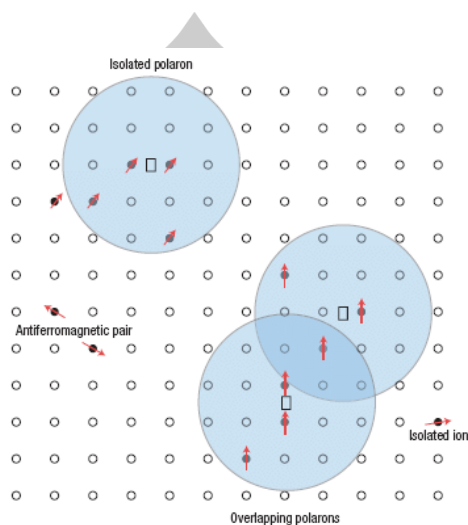 Isolated polaron
Antiferromagnetic pair
Isolated ion
Overlapping polarons